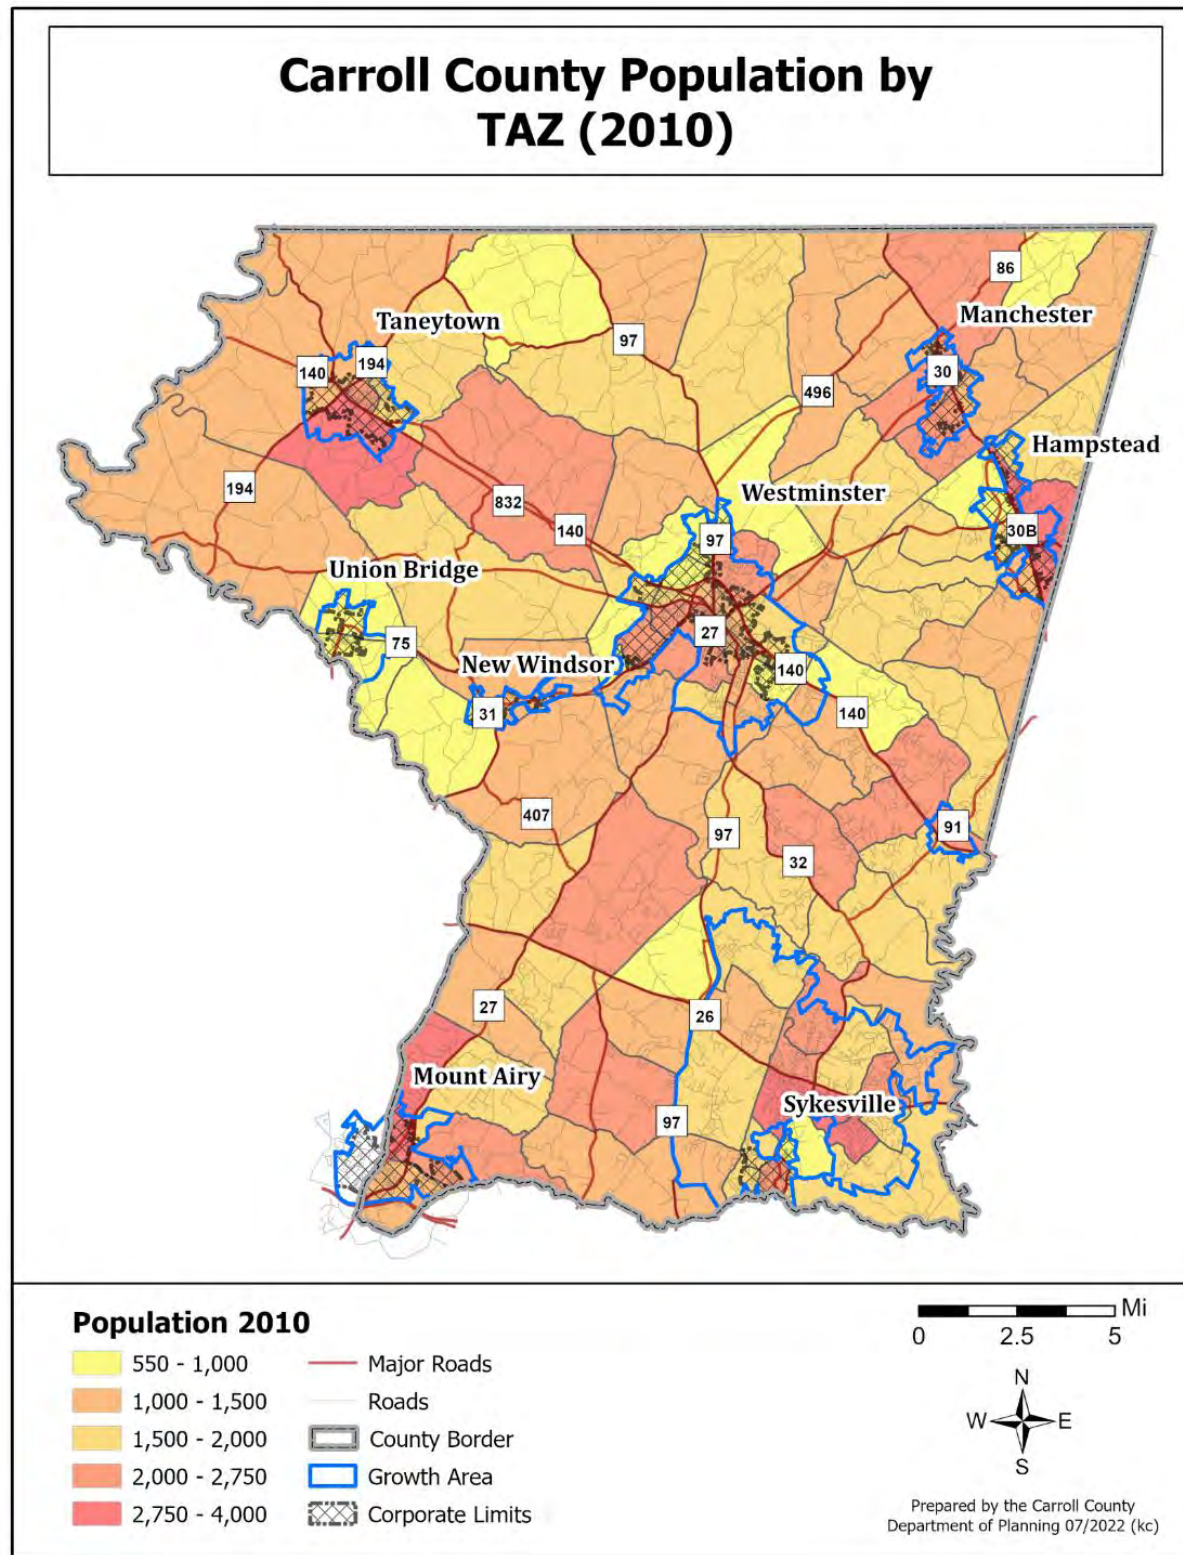 Carroll County Population by
TAZ (2010)
86
Manchester
Taneytown
97
194
140
30
496
Hampstead
194
832
Westminster
140
97
30B
Union Bridge
27
75
New Windsor
140
31
140
407
97
91
32
27
26
Mount Airy
Sykesville
97
Population 2010
550 - 1,000
1,000 - 1,500
1,500 - 2,000
2,000 - 2,750
2,750 - 4,000
Major Roads
Roads
County Border
Growth Area
Corporate Limits
Mi
0 2.5 5
N
W E
S
Prepared by the Carroll County
Department of Planning 07/2022 (kc)